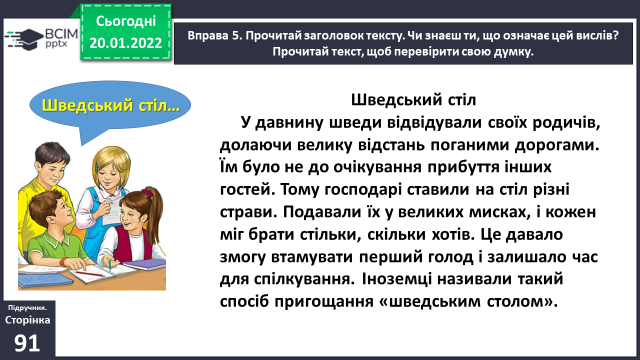 ВСІМ
pptx
Сьогодні
20.01.2022
Вправа 5. Прочитай заголовок тексту. Чи знаєш ти, що означає цей вислів?
Прочитай текст, щоб перевірити свою думку.
Шведський стіл…
Шведський стіл
У давнину шведи відвідували своїх родичів,
долаючи велику відстань поганими дорогами.
Їм було не до очікування прибуття інших
гостей. Тому господарі ставили на стіл різні
страви. Подавали їх у великих мисках, і кожен
міг брати стільки, скільки хотів. Це давало
змогу втамувати перший голод і залишало час
для спілкування. Іноземці називали такий
спосіб пригощання «шведським столом».
Підручник.
Сторінка
91